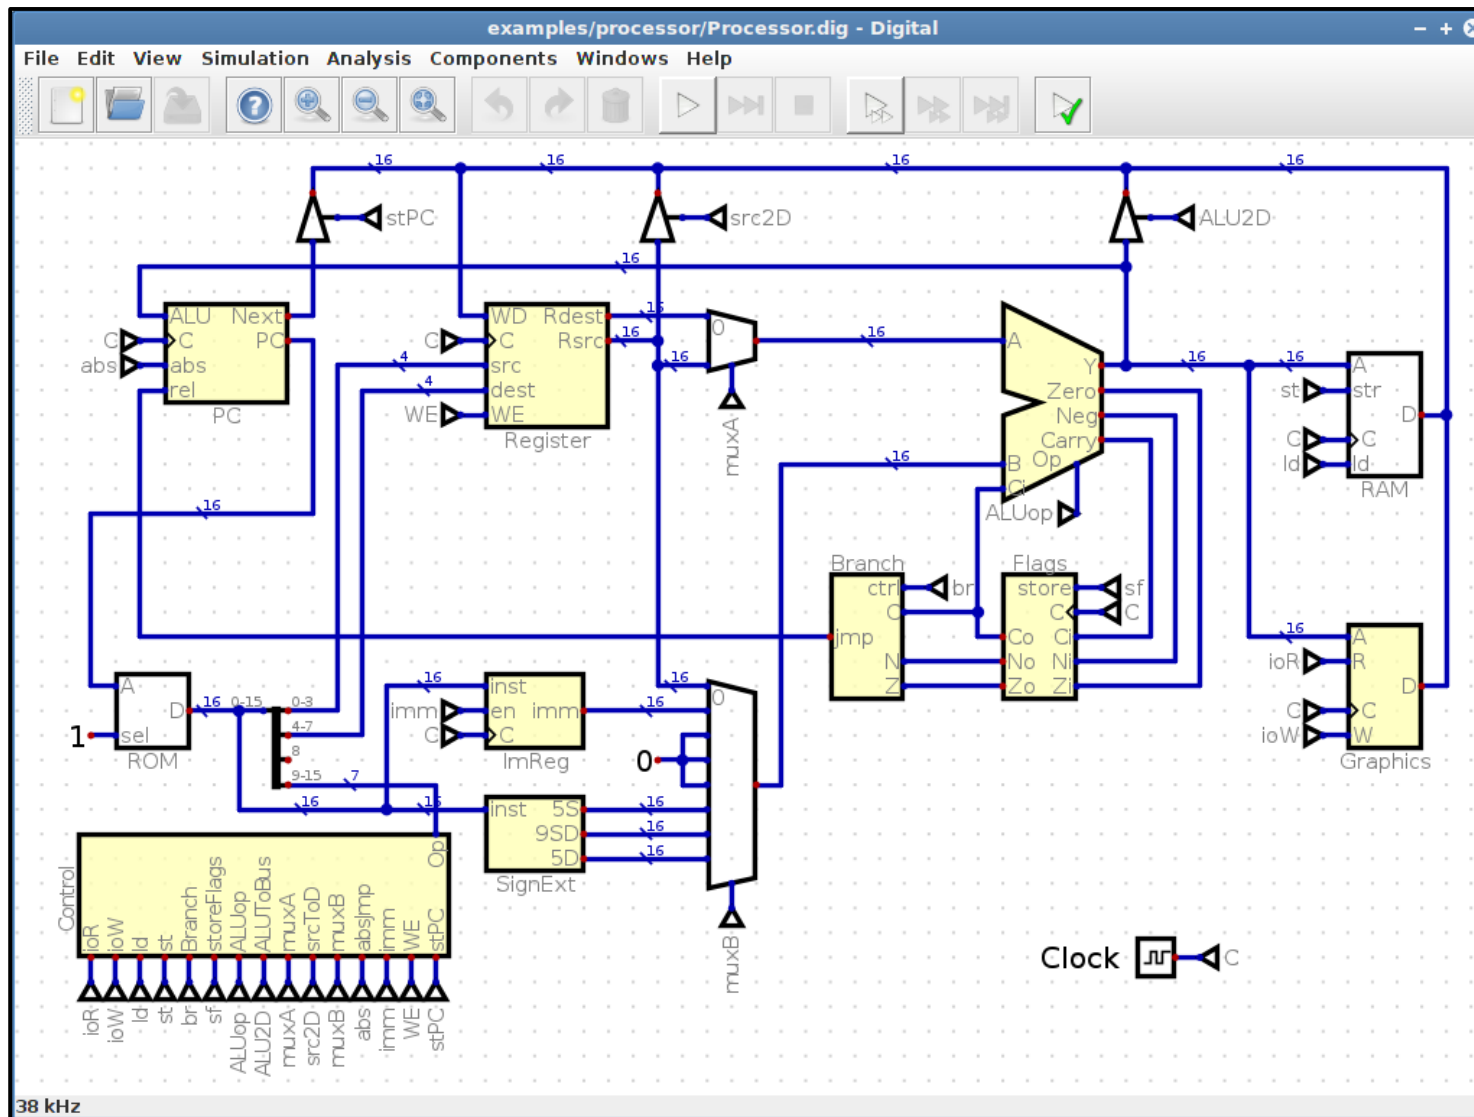 examples/processor/Processor.dig - Digital
File Edit View Simulation Analysis Components Windows Help
16 16 16 16
stPC src2D ALU2D
16
ALU Next
C C PC
abs abs
rel
PC
WD Rdest
C C Rsrc
src
dest
WE WE
Register
4
4
16
16
16
0
muxA
16
A
Y
Zero
Neg
Carry
B Op
Ci
ALUop
16
16 16
A
st str
D
C C
ld ld
RAM
16
Branch
ctrl br
C
jmp
N
Z
Flags
store sf
C C
Co Ci
No Ni
Zo Zi
16
A
ioR R
D
C C
ioW W
Graphics
A
D
1 sel
ROM
16 0-15 0-3
4-7
8
9-15 7
16 16
16
inst
imm en imm
C C
ImReg
16
16
0
0
inst 5S
9SD
5D
SignExt
16
16
16
muxB
Control
Op
ioR ioW ld st Branch storeFlags ALUop ALUToBus muxA srcToD muxB absJmp imm WE stPC
ioR ioW ld st br sf ALUop ALU2D muxA src2D muxB abs imm WE stPC
Clock C
38 kHz